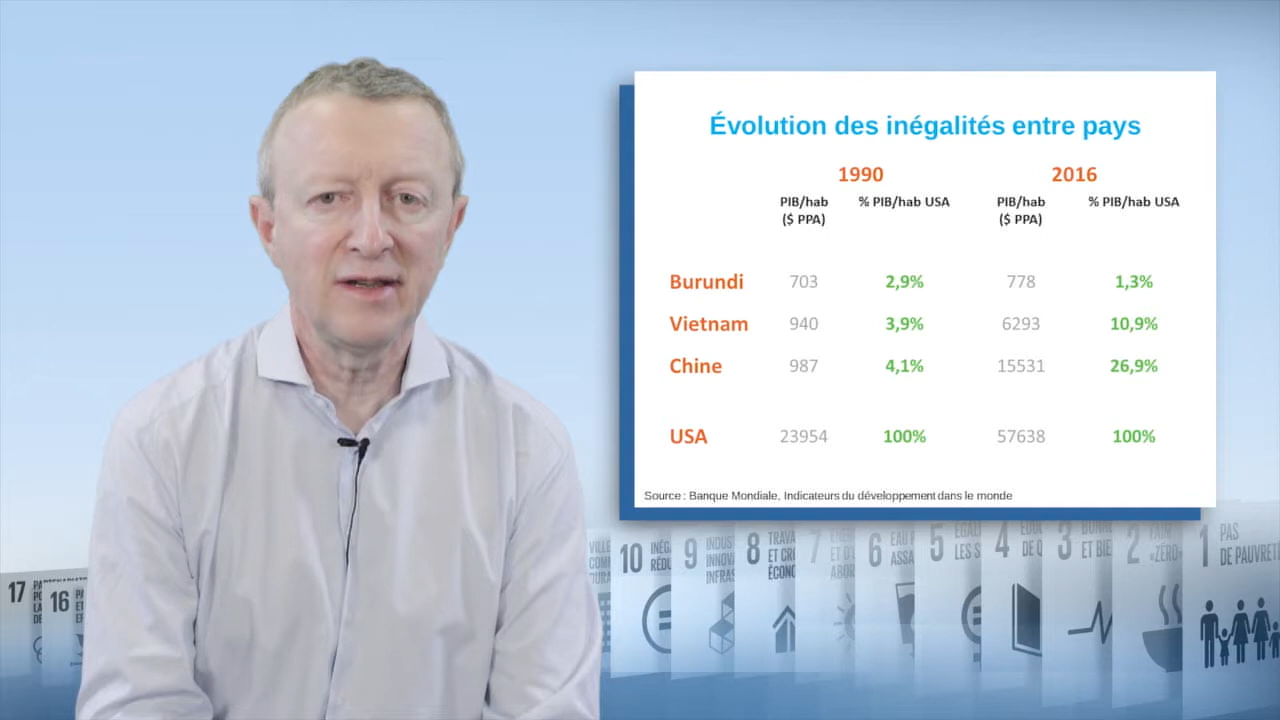 Évolution des inégalités entre pays
1990 2016
PIB/hab % PIB/hab USA PIB/hab % PIB/hab USA
($ PPA) ($ PPA)
Burundi 703 2,9% 778 1,3%
Vietnam 940 3,9% 6293 10,9%
Chine 987 4,1% 15531 26,9%
USA 23954 100% 57638 100%
Source : Banque Mondiale, Indicateurs du développement dans le monde
17
16
10
9
8
7
6
5
4
3
2
«ZÉRO»
1 PAS
DE PAUVRETÉ